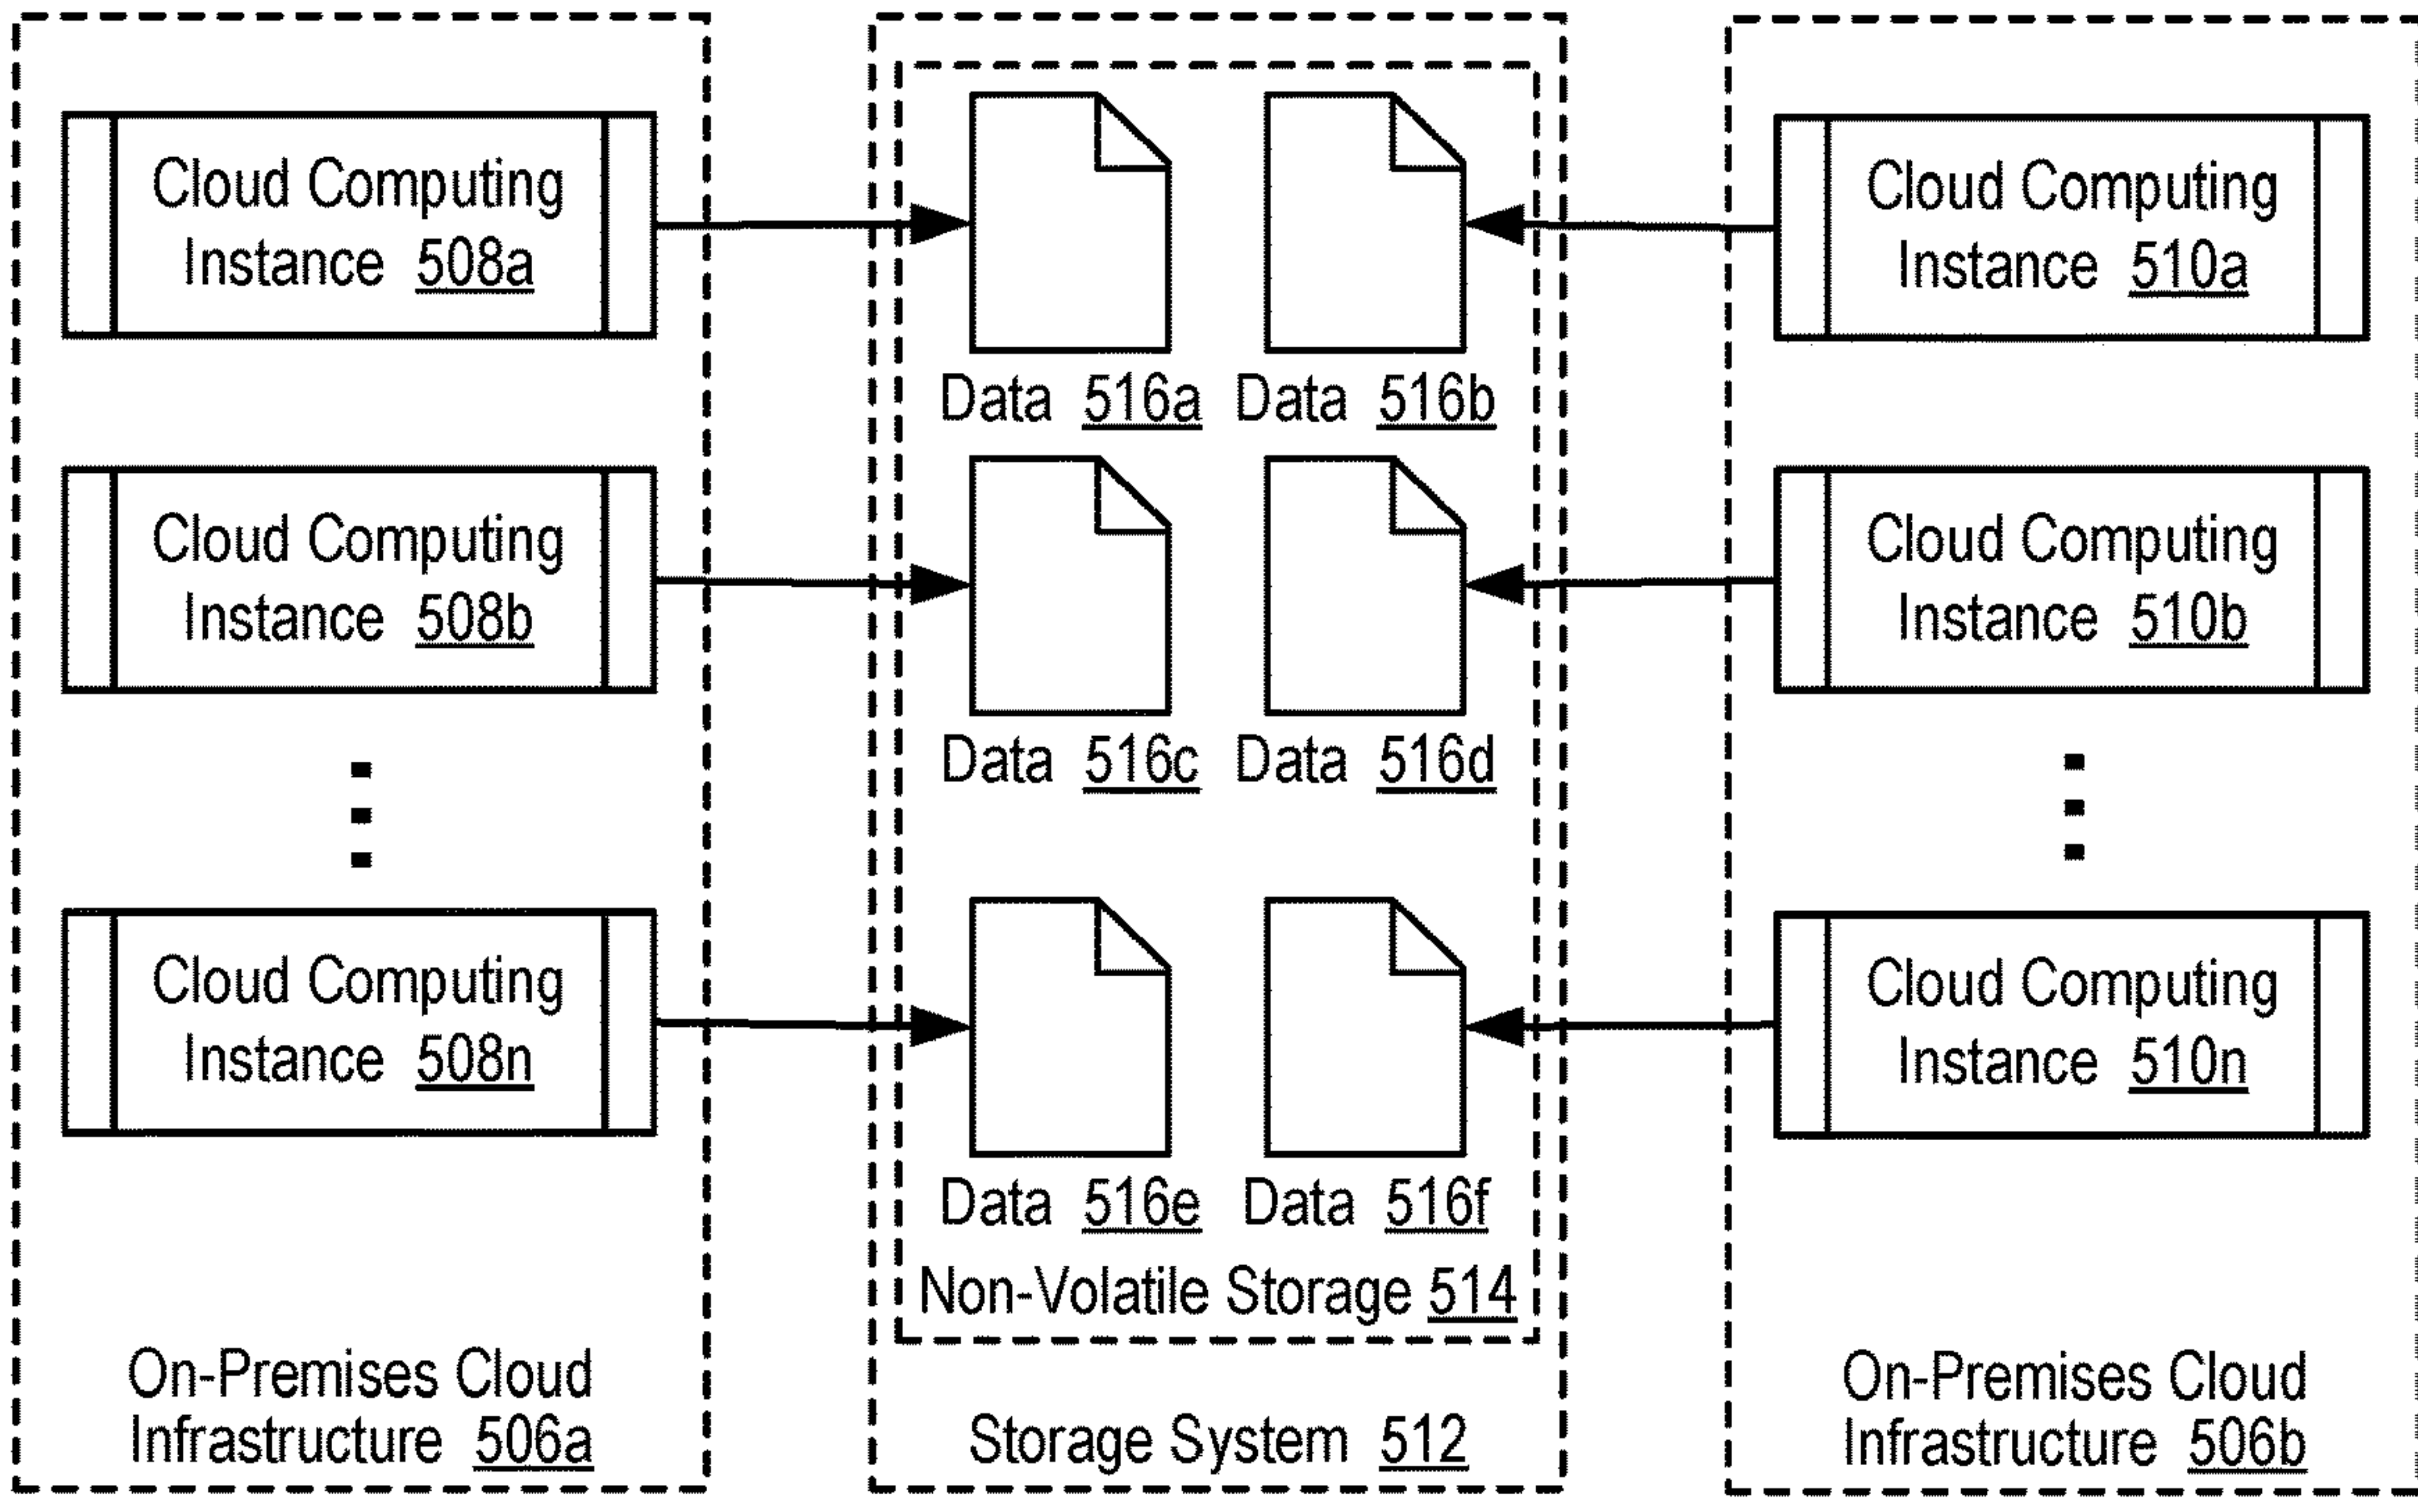 Cloud Computing
Instance 508a
Cloud Computing
Instance 508b
Cloud Computing
Instance 508n
On-Premises Cloud
Infrastructure 506a
Data 516a Data 516b
Data 516c Data 516d
Data 516e Data 516f
Non-Volatile Storage 514
Storage System 512
Cloud Computing
Instance 510a
Cloud Computing
Instance 510b
Cloud Computing
Instance 510n
On-Premises Cloud
Infrastructure 506b